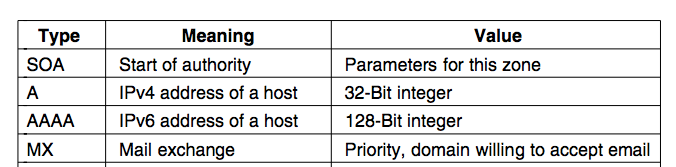 Type Meaning Value
SOA Start of authority Parameters for this zone
A IPv4 address of a host 32-Bit integer
AAAA IPv6 address of a host 128-Bit integer
MX Mail exchange Priority, domain willing to accept email